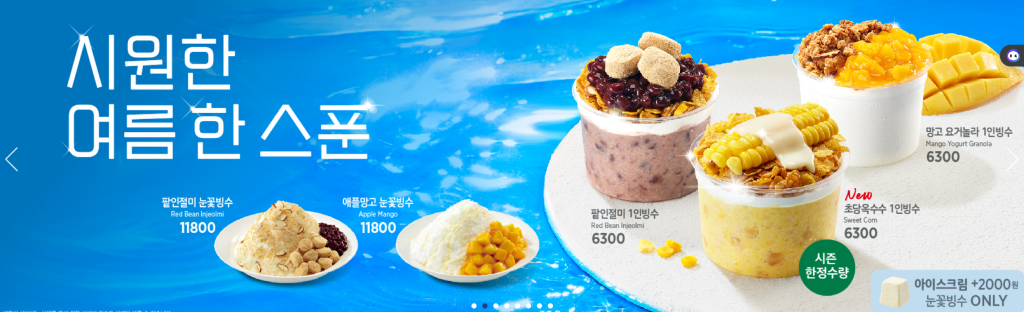 시원한
여름 한 스푼
팥인절미 눈꽃빙수
Red Bean Injeolmi
11800
애플망고 눈꽃빙수
Apple Mango
11800
팥인절미 1인빙수
Red Bean Injeolmi
6300
망고 요거놀라 1인빙수
Mango Yogurt Granola
6300
New
초당옥수수 1인빙수
Sweet Corn
6300
시즌
한정수량
아이스크림 +2000원
눈꽃빙수 ONLY